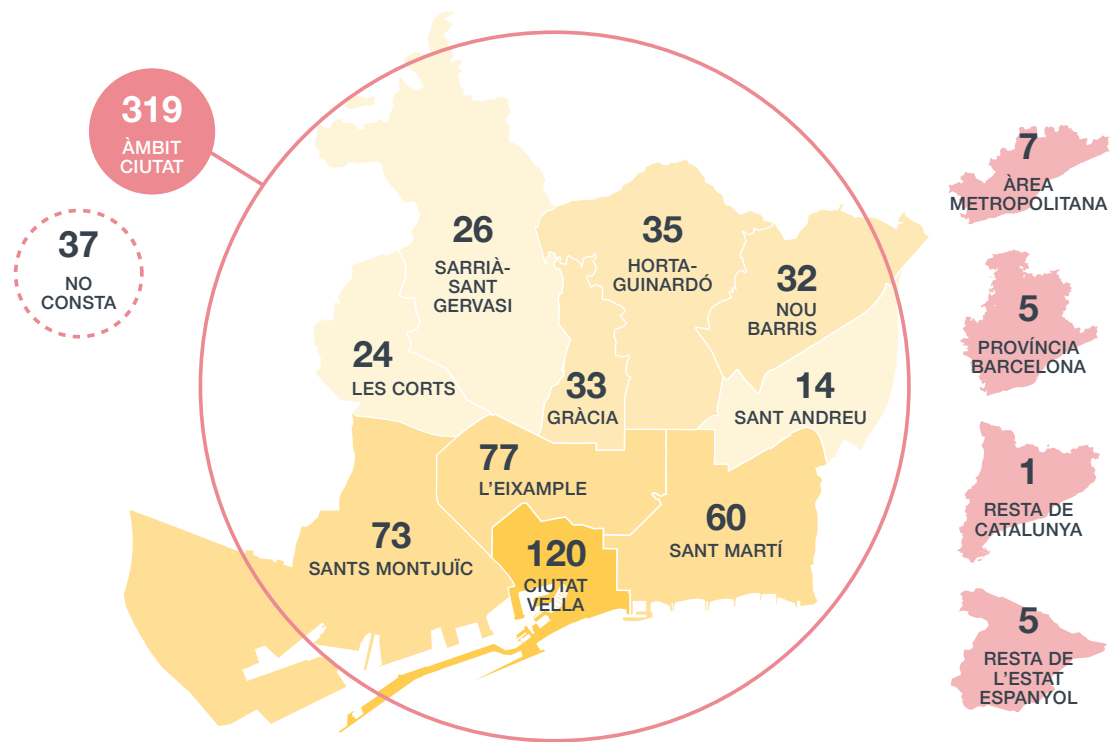 319
ÀMBIT
CIUTAT
37
NO
CONSTA
26
SARRIÀ-
SANT
GERVASI
35
HORTA-
GUINARDÓ
32
NOU
BARRIS
24
LES CORTS
33
GRÀCIA
14
SANT ANDREU
77
L'EIXAMPLE
73
SANTS MONTJUÏC
120
CIUTAT
VELLA
60
SANT MARTÍ
7
ÀREA
METROPOLITANA
5
PROVÍNCIA
BARCELONA
1
RESTA DE
CATALUNYA
5
RESTA DE
L'ESTAT
ESPANYOL